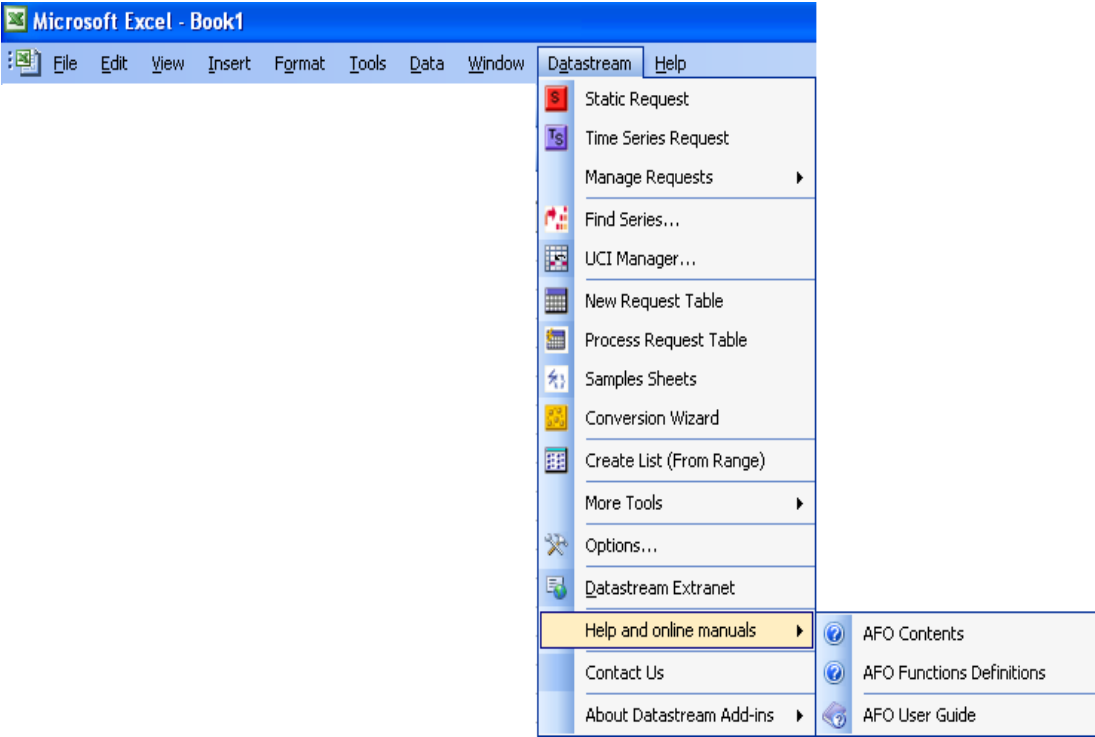 Microsoft Excel - Book1
File Edit View Insert Format Tools Data Window Datastream Help
S Static Request
TS Time Series Request
Manage Requests
Find Series...
UCI Manager...
New Request Table
Process Request Table
Samples Sheets
Conversion Wizard
Create List (From Range)
More Tools
Options...
Datastream Extranet
Help and online manuals
AFO Contents
AFO Functions Definitions
Contact Us
About Datastream Add-ins
AFO User Guide